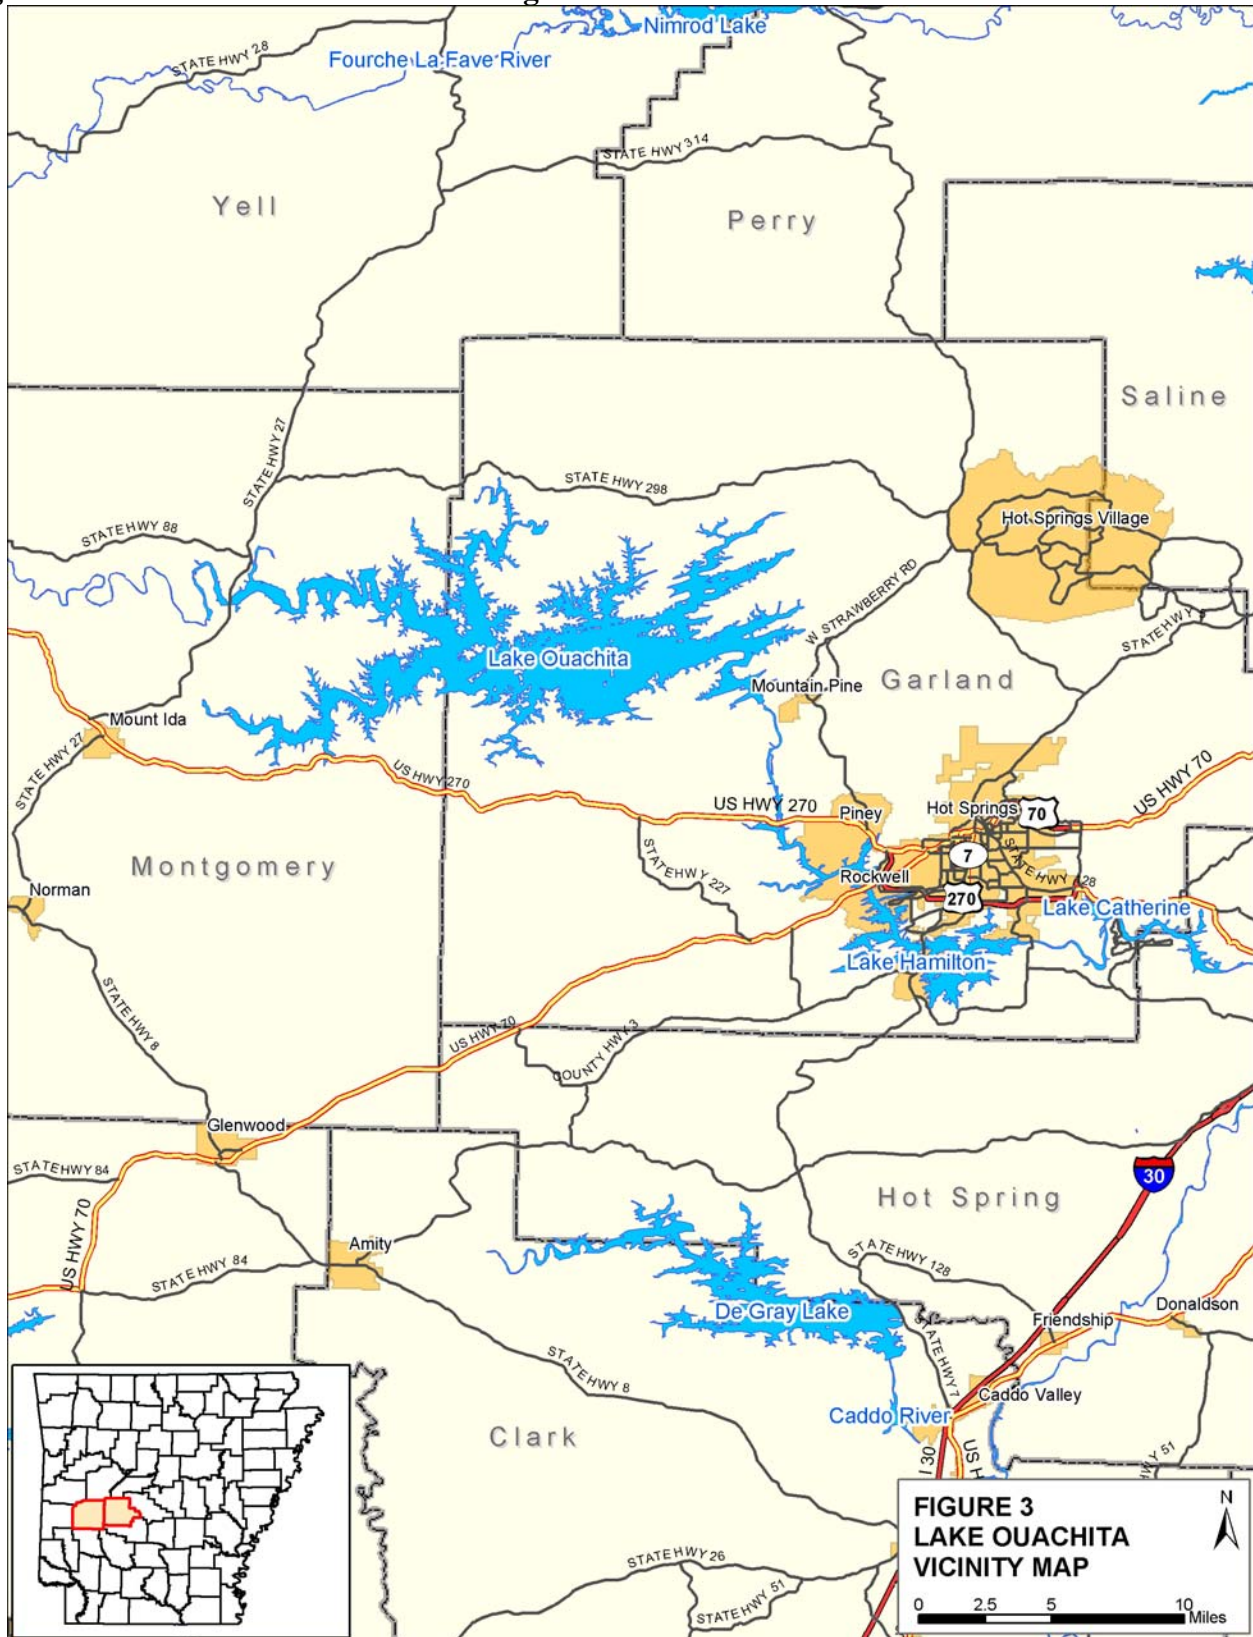 Nimrod Lake
STATE HWY 28
Fourche La Fave River
STATE HWY 314
Yell
Perry
Saline
STATE HWY 27
STATE HWY 298
STATE HWY 88
Hot Springs Village
W STRAWBERRY RD
STATE HWY
Lake Ouachita
Mountain Pine
Garland
Mount Ida
STATE HWY 27
US HWY 270
US HWY 270
US HWY 70
Piney
Hot Springs
70
7
STATE HWY 128
Montgomery
STATE HWY 227
Rockwell
Norman
270
Lake Catherine
Lake Hamilton
STATE HWY 8
US HWY 70
COUNTY HWY 3
Glenwood
STATE HWY 84
30
Hot Spring
US HWY 70
Amity
STATE HWY 84
STATE HWY 128
De Gray Lake
Friendship
Donaldson
STATE HWY 7
STATE HWY 8
Caddo Valley
Caddo River
Clark
I 30
US H
HWY 51
FIGURE 3
LAKE OUACHITA
VICINITY MAP
N
0 2.5 5 10
Miles
STATE HWY 26
STATE HWY 51